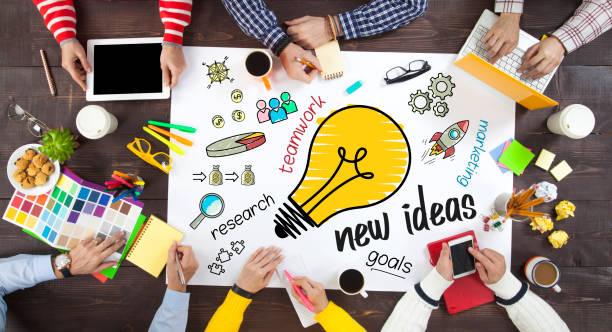 teamwork
marketing
research
new ideas
goals